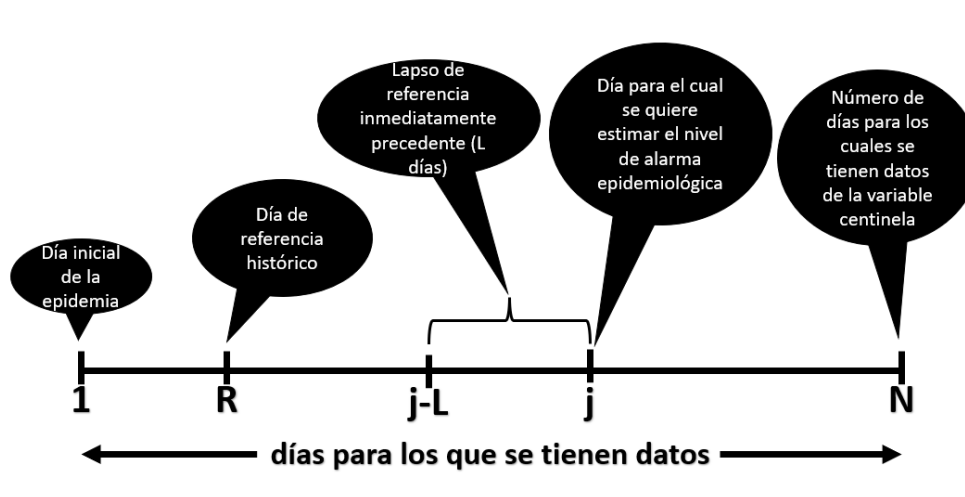 Día inicial
de la
epidemia
Día de
referencia
histórico
Lapso de
referencia
inmediatamente
precedente (L
días)
Día para el cual
se quiere
estimar el nivel
de alarma
epidemiológica
Número de
días para los
cuales se
tienen datos
de la variable
centinela
1
R
j-L
j
N
días para los que se tienen datos